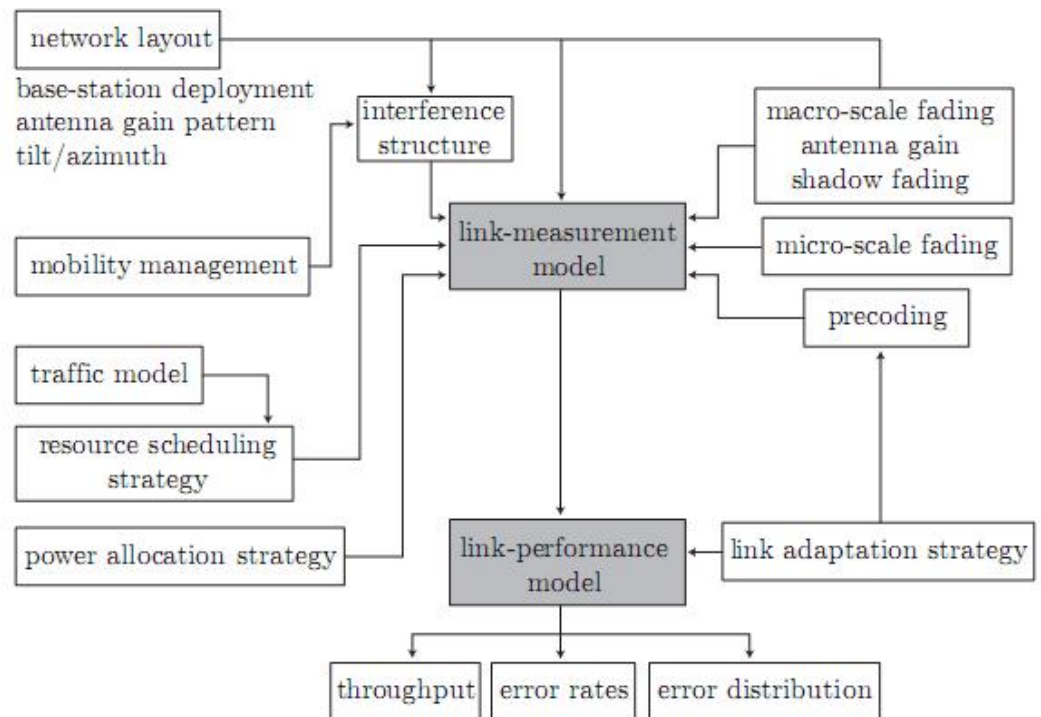 network layout
base-station deployment
antenna gain pattern
tilt/azimuth
interference
structure
macro-scale fading
antenna gain
shadow fading
mobility management
link-measurement
model
micro-scale fading
precoding
traffic model
resource scheduling
strategy
power allocation strategy
link-performance
model
link adaptation strategy
throughput
error rates
error distribution